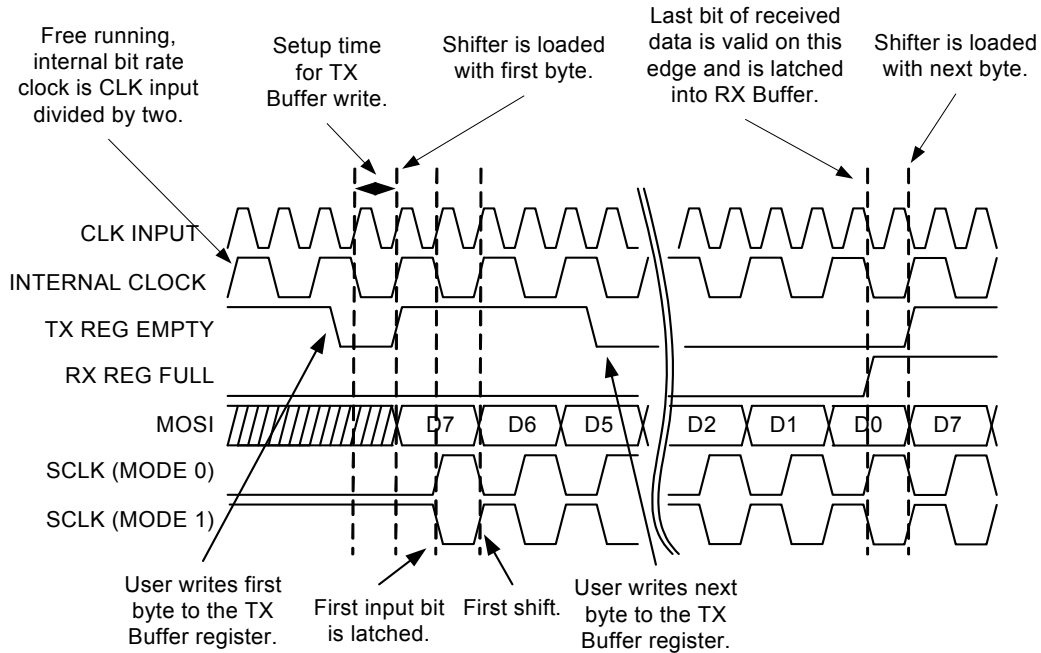 Free running,
internal bit rate
clock is CLK input
divided by two.
Setup time
for TX
Buffer write.
Shifter is loaded
with first byte.
Last bit of received
data is valid on this
edge and is latched
into RX Buffer.
Shifter is loaded
with next byte.
CLK INPUT
INTERNAL CLOCK
TX REG EMPTY
RX REG FULL
MOSI
D7
D6
D5
D2
D1
D0
D7
SCLK (MODE 0)
SCLK (MODE 1)
User writes first
byte to the TX
Buffer register.
First input bit
is latched.
First shift.
User writes next
byte to the TX
Buffer register.